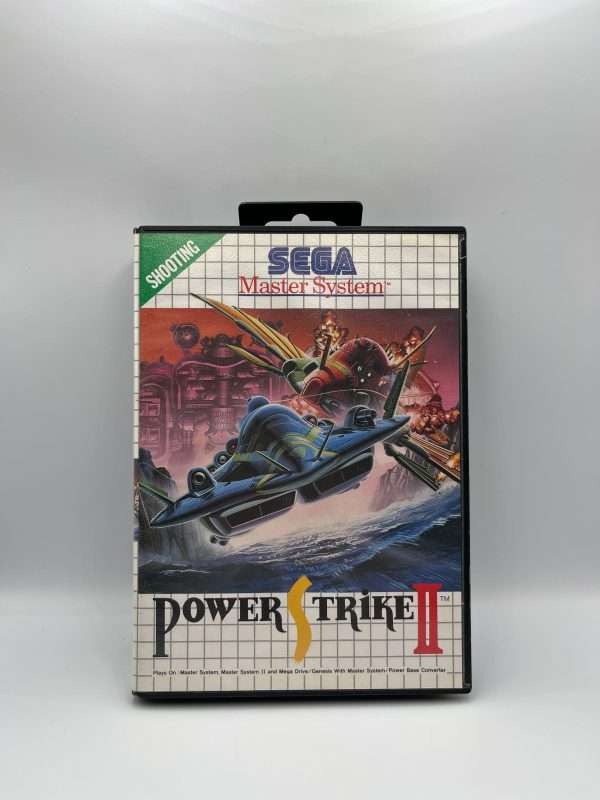 SHOOTING
SEGA
Master System™
POWER STRIKE II™
Plays On: Master System, Master System II and Mega Drive/Genesis With Master System/Power Base Converter